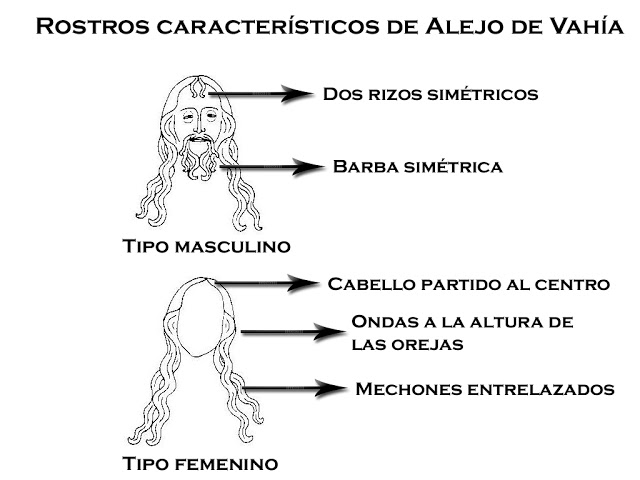 Rostros característicos de Alejo de Vahía
Dos rizos simétricos
Barba simétrica
Tipo masculino
Cabello partido al centro
Ondas a la altura de
las orejas
Mechones entrelazados
Tipo femenino